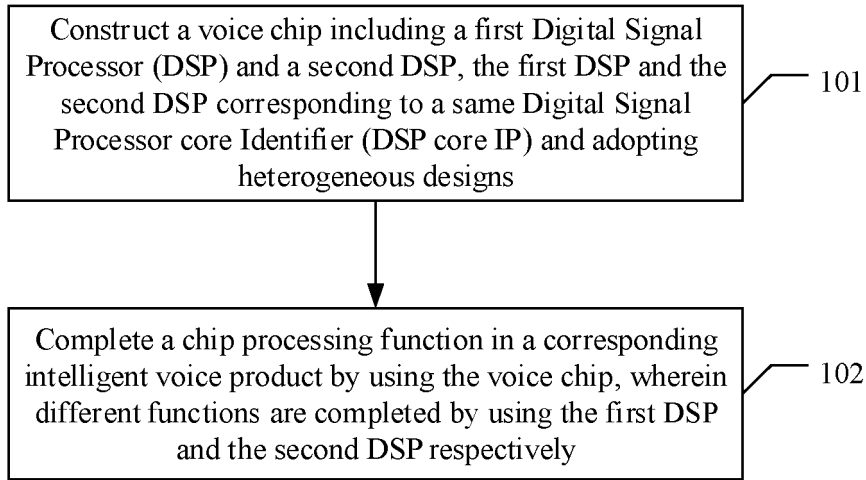 Construct a voice chip including a first Digital Signal
Processor (DSP) and a second DSP, the first DSP and the
second DSP corresponding to a same Digital Signal
Processor core Identifier (DSP core IP) and adopting
heterogeneous designs
101
Complete a chip processing function in a corresponding
intelligent voice product by using the voice chip, wherein
different functions are completed by using the first DSP
and the second DSP respectively
102